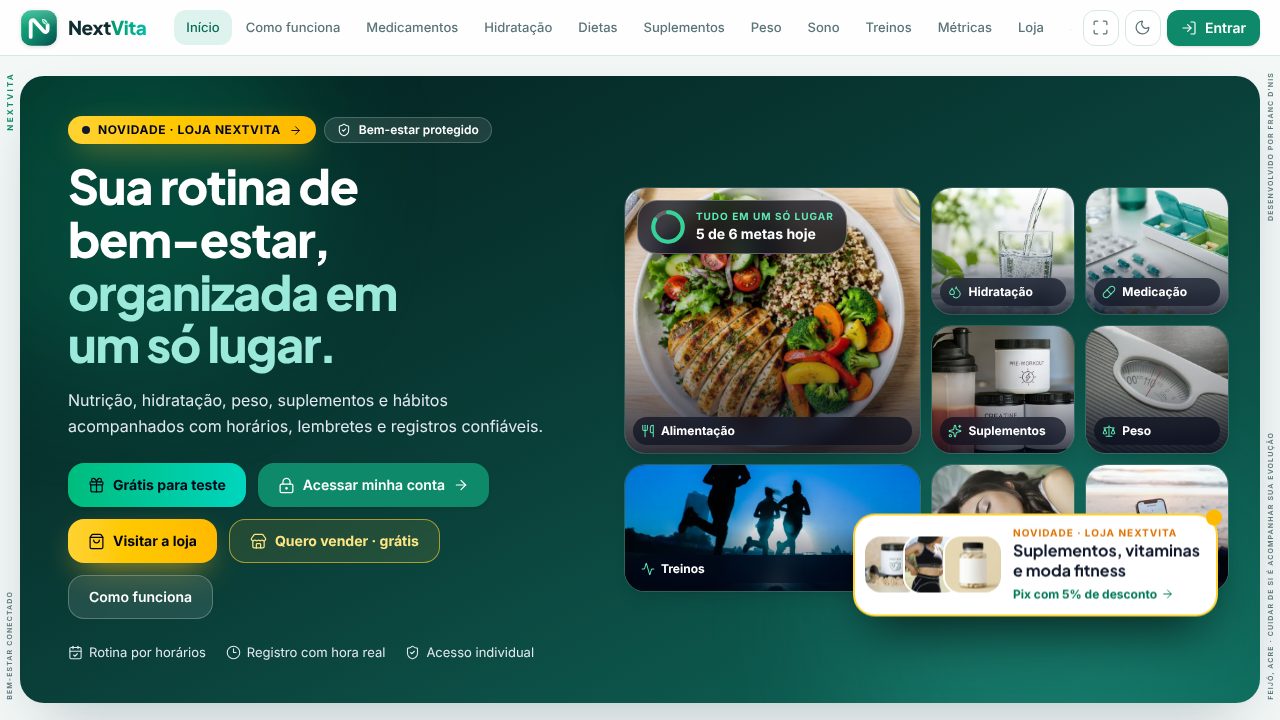 NextVita
Início
Como funciona
Medicamentos
Hidratação
Dietas
Suplementos
Peso
Sono
Treinos
Métricas
Loja
Entrar
NEXTVITA
BEM-ESTAR CONECTADO
NOVIDADE · LOJA NEXTVITA
Bem-estar protegido
Sua rotina de
bem-estar,
organizada em
um só lugar.
Nutrição, hidratação, peso, suplementos e hábitos
acompanhados com horários, lembretes e registros confiáveis.
Grátis para teste
Acessar minha conta
Visitar a loja
Quero vender · grátis
Como funciona
Rotina por horários
Registro com hora real
Acesso individual
TUDO EM UM SÓ LUGAR
5 de 6 metas hoje
Alimentação
Hidratação
Medicação
PRE-WORKOUT
CREATINE
Suplementos
Peso
Treinos
NOVIDADE · LOJA NEXTVITA
Suplementos, vitaminas
e moda fitness
Pix com 5% de desconto
DESENVOLVIDO POR FRANC D'NIS
FEIJÓ, ACRE · CUIDAR DE SI É ACOMPANHAR SUA EVOLUÇÃO